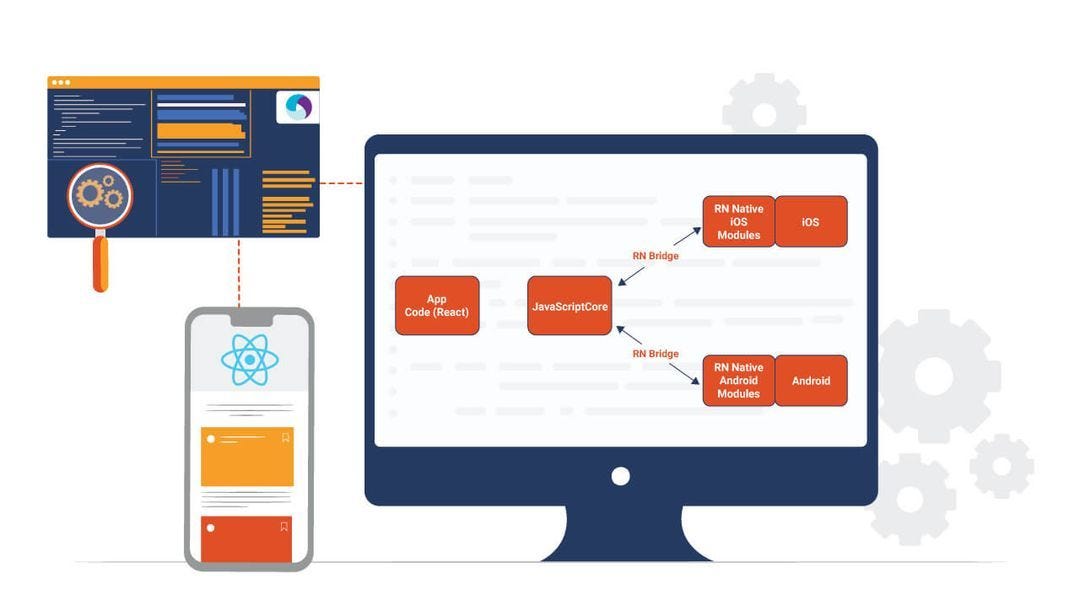 RN Native
iOS
Modules
iOS
RN Bridge
App
Code (React)
JavaScriptCore
RN Bridge
RN Native
Android
Modules
Android